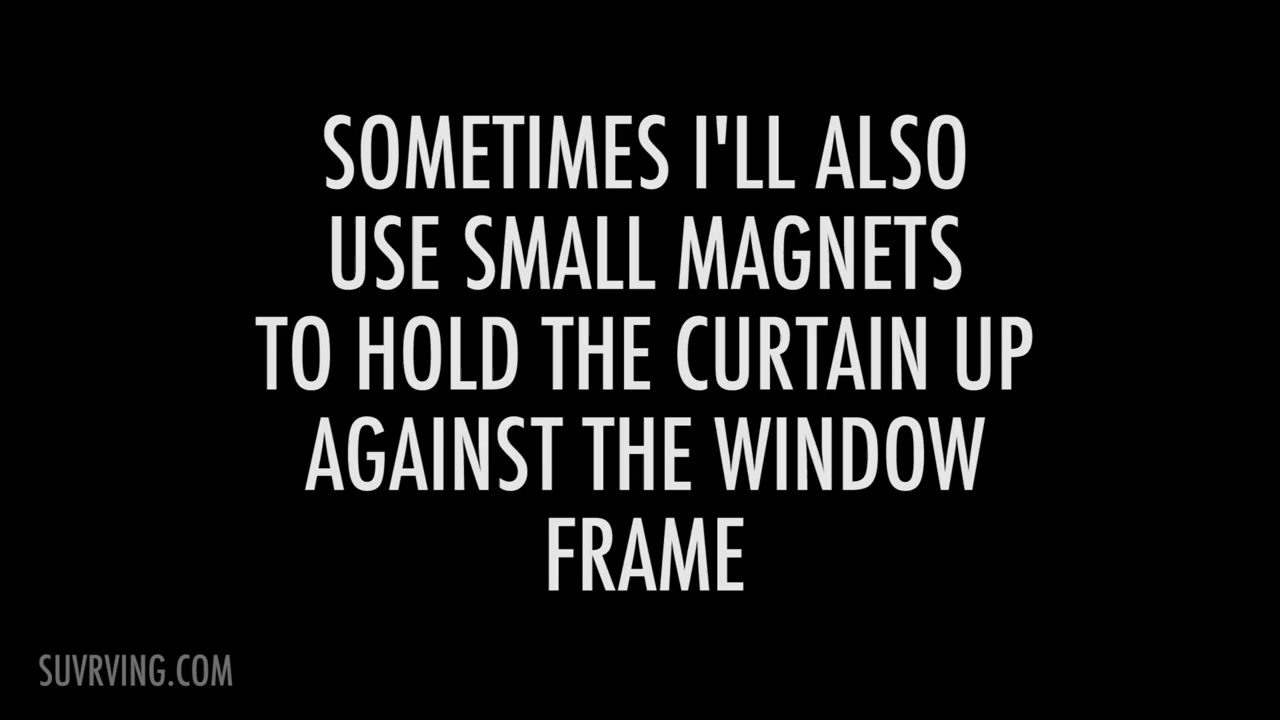 SOMETIMES I'LL ALSO
USE SMALL MAGNETS
TO HOLD THE CURTAIN UP
AGAINST THE WINDOW
FRAME
SUVRVING.COM